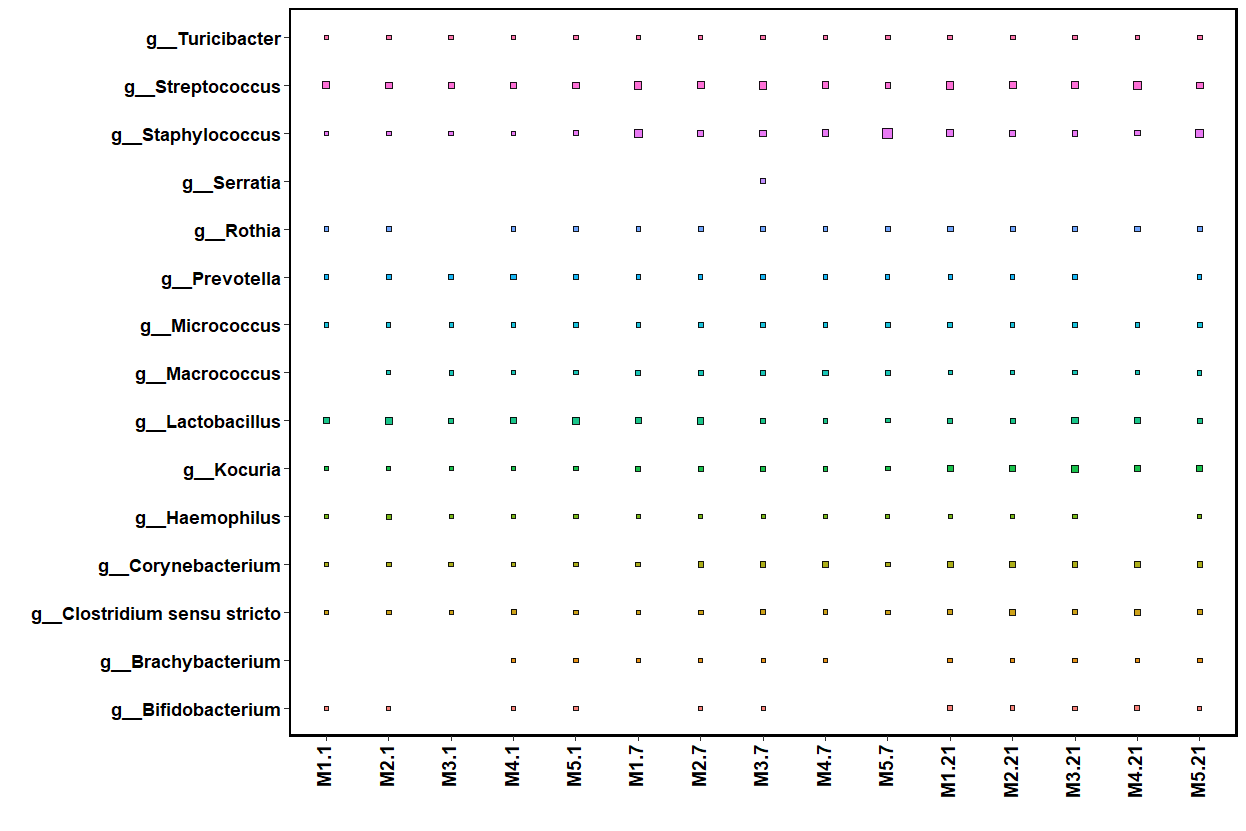 g__Turicibacter
g__Streptococcus
g__Staphylococcus
g__Serratia
g__Rothia
g__Prevotella
g__Micrococcus
g__Macrococcus
g__Lactobacillus
g__Kocuria
g__Haemophilus
g__Corynebacterium
g__Clostridium sensu stricto
g__Brachybacterium
g__Bifidobacterium
M1.1
M2.1
M3.1
M4.1
M5.1
M1.7
M2.7
M3.7
M4.7
M5.7
M1.21
M2.21
M3.21
M4.21
M5.21